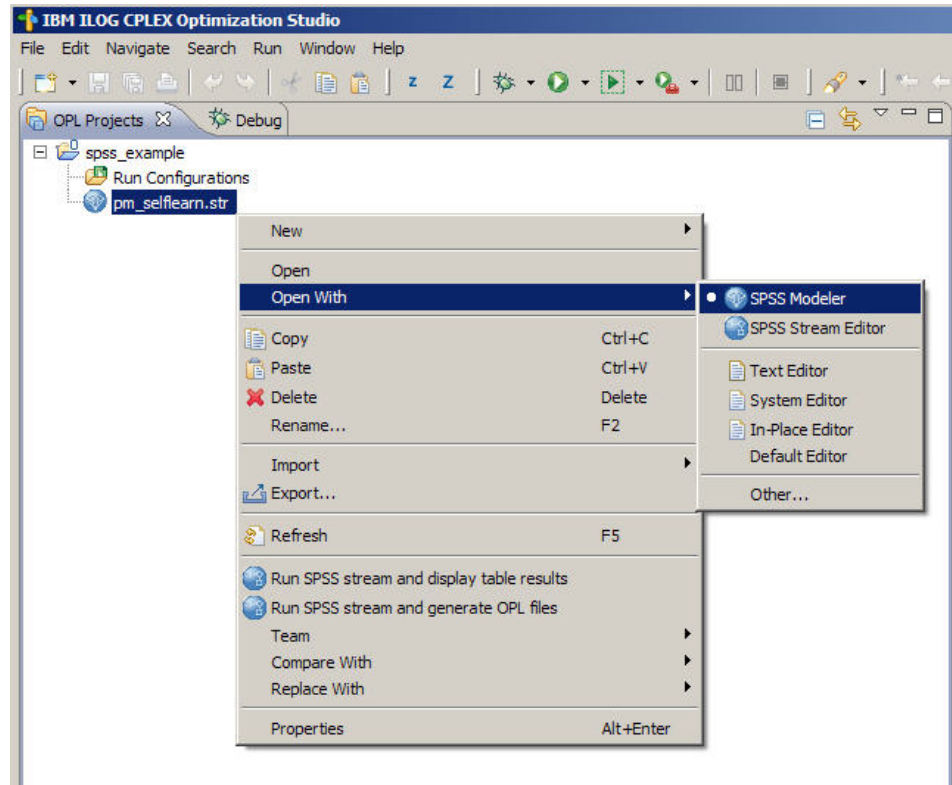 IBM ILOG CPLEX Optimization Studio
File Edit Navigate Search Run Window Help
z Z
OPL Projects Debug
spss_example
Run Configurations
pm_selflearn.str
New
Open
Open With
Copy Ctrl+C
Paste Ctrl+V
Delete Delete
Rename... F2
Import
Export...
Refresh F5
Run SPSS stream and display table results
Run SPSS stream and generate OPL files
Team
Compare With
Replace With
Properties Alt+Enter
SPSS Modeler
SPSS Stream Editor
Text Editor
System Editor
In-Place Editor
Default Editor
Other...